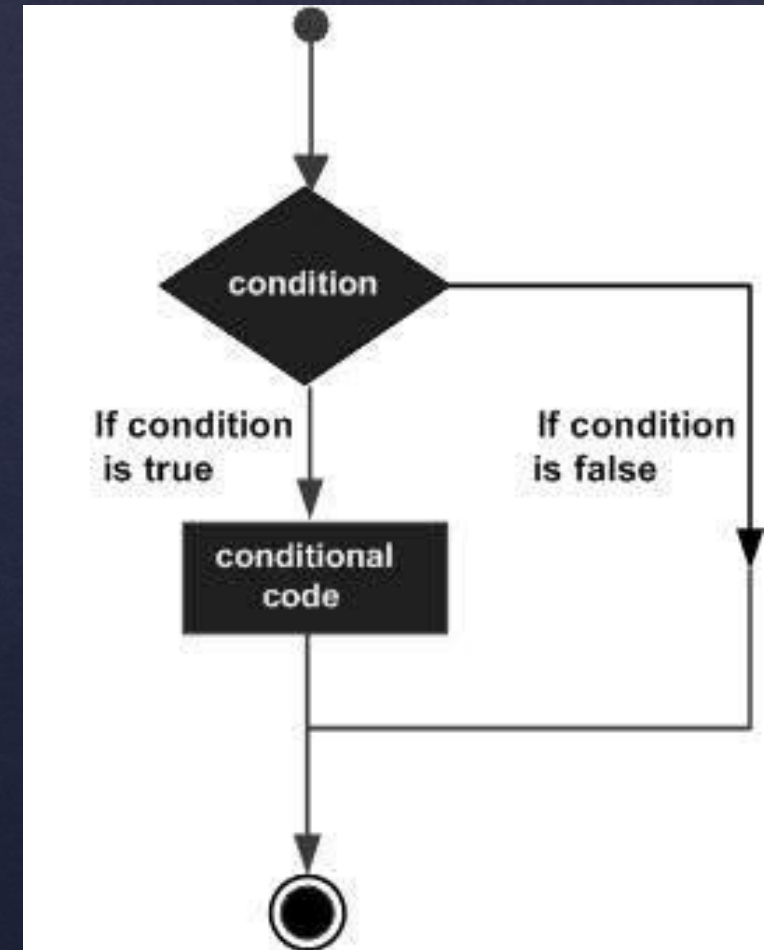 condition
If condition
is true
If condition
is false
conditional
code